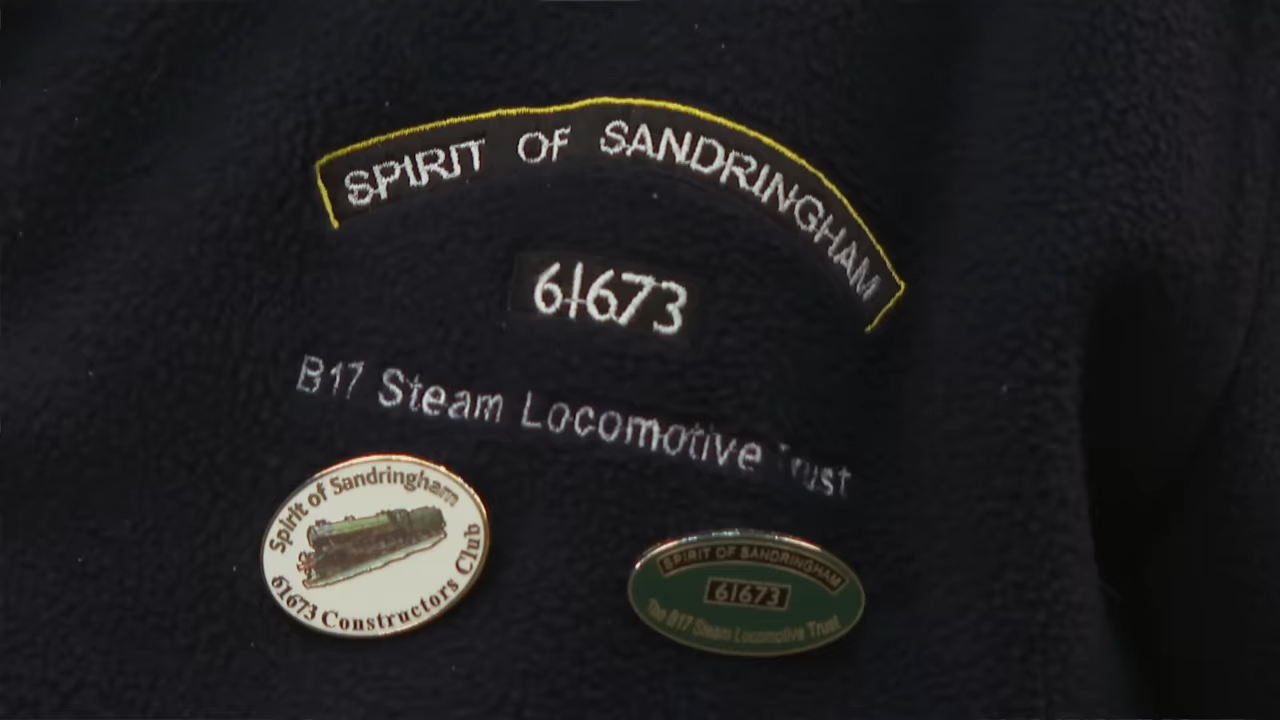 SPIRIT OF SANDRINGHAM
61673
B17 Steam Locomotive Trust
Spirit of Sandringham
61673 Constructors Club
SPIRIT OF SANDRINGHAM
61673
The B17 Steam Locomotive Trust